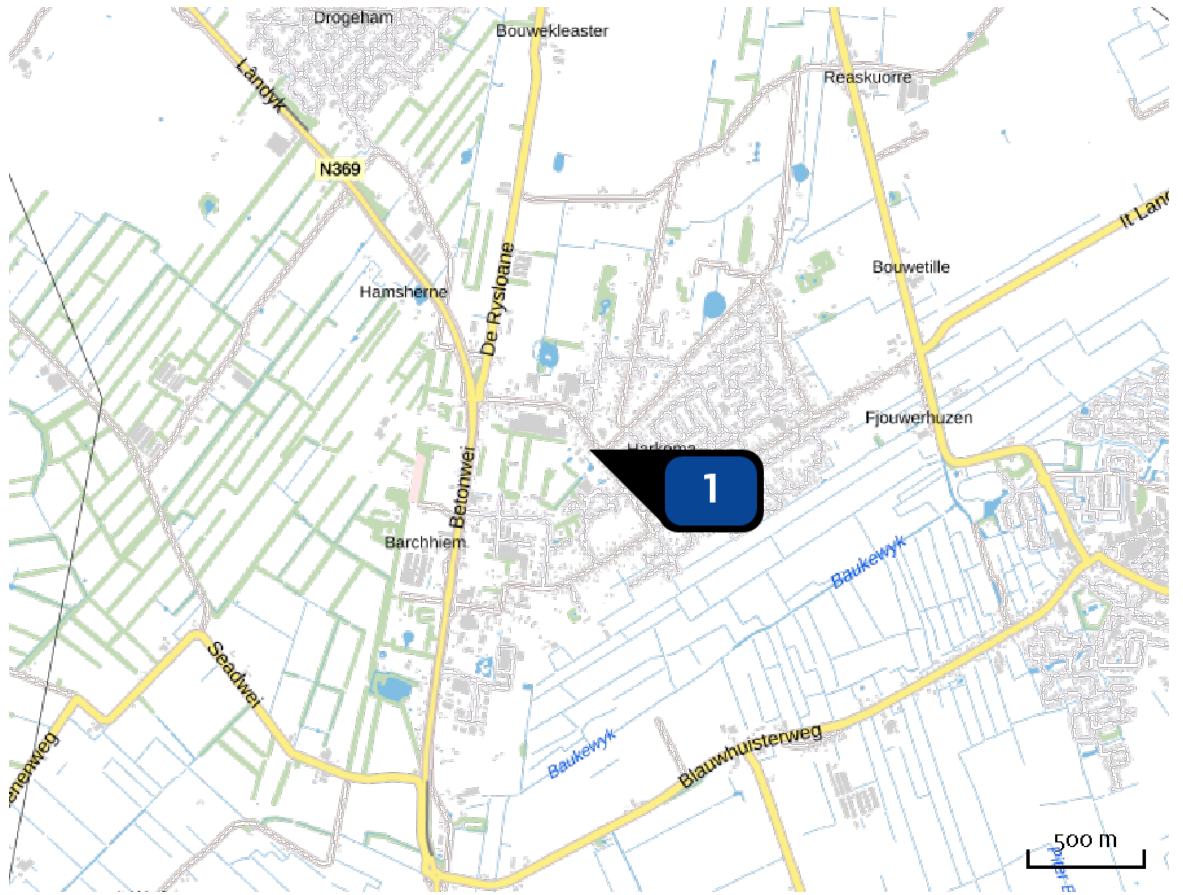 Drogeham
Bouwekleaster
Lândyk
Reaskuorre
N369
It Lan
De Rysloane
Bouwetille
Hamsherne
Fjouwerhuzen
Harkema
1
Betonwei
Barchhiem
Baukewyk
Seadwei
Baukewyk
Blauwhuisterweg
enenweg
500 m